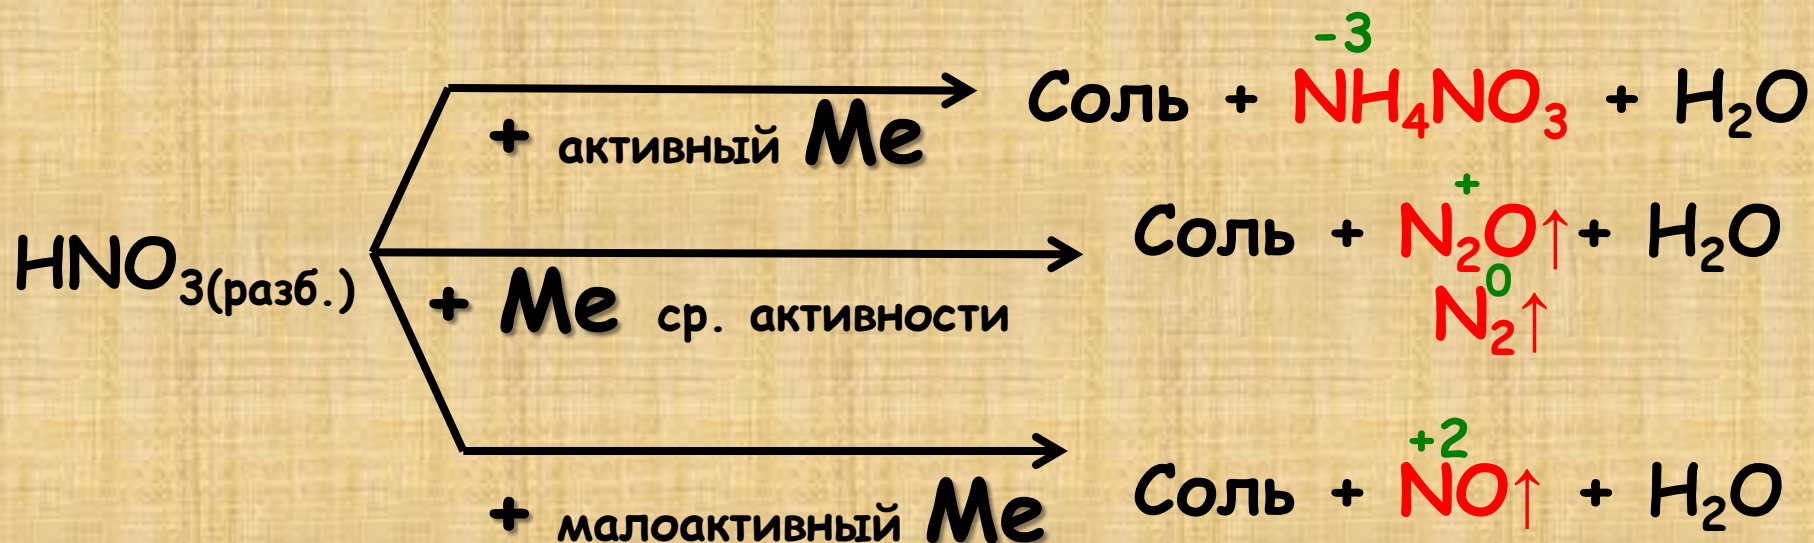 -3
Соль + NH₄NO₃ + H₂O
+ активный Me
+
Соль + N₂O↑ + H₂O
HNO₃(разб.)
0
+ Me ср. активности
N₂↑
+2
Соль + NO↑ + H₂O
+ малоактивный Me